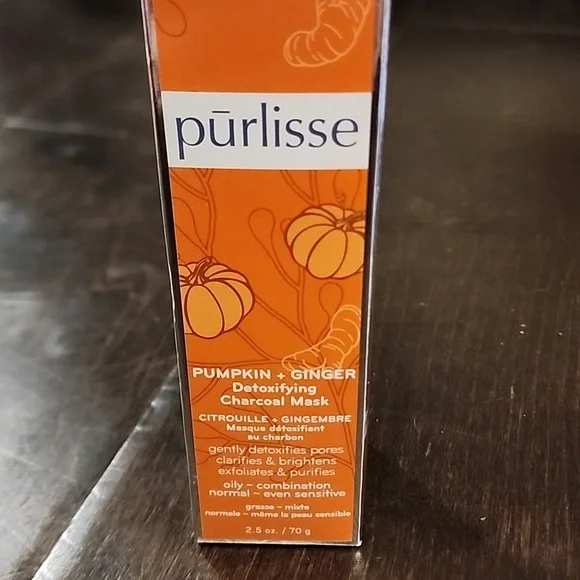 pūrlisse
PUMPKIN + GINGER
Detoxifying
Charcoal Mask
CITROUILLE + GINGEMBRE
Masque détoxifiant
au charbon
gently detoxifies pores
clarifies & brightens
exfoliates & purifies
oily – combination
normal – even sensitive
grasse – mixte
normale – même la peau sensible
2.5 oz. / 70 g